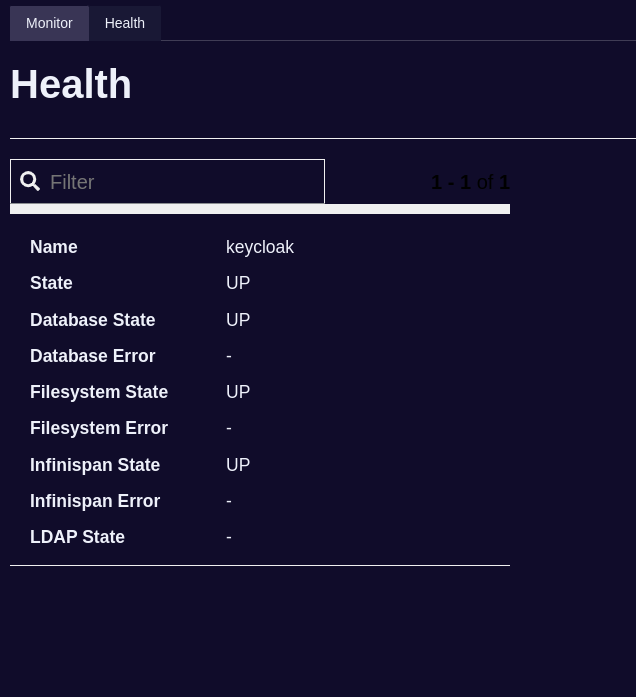 Monitor Health
Health
Filter
1 - 1 of 1
Name keycloak
State UP
Database State UP
Database Error -
Filesystem State UP
Filesystem Error -
Infinispan State UP
Infinispan Error -
LDAP State -